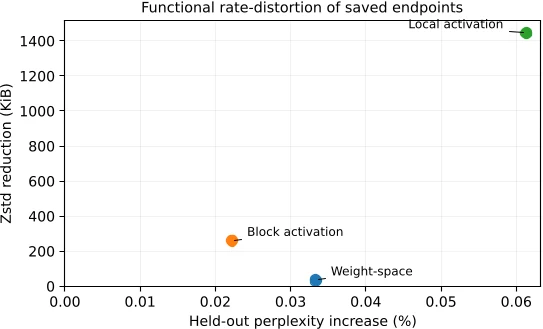 Functional rate-distortion of saved endpoints
Zstd reduction (KiB)
1400
1200
1000
800
600
400
200
0
Local activation
Block activation
Weight-space
0.00 0.01 0.02 0.03 0.04 0.05 0.06
Held-out perplexity increase (%)